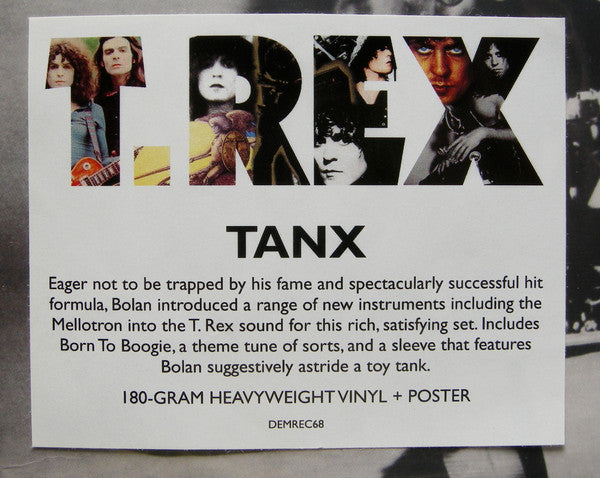 T.REX
TANX
Eager not to be trapped by his fame and spectacularly successful hit
formula, Bolan introduced a range of new instruments including the
Mellotron into the T. Rex sound for this rich, satisfying set. Includes
Born To Boogie, a theme tune of sorts, and a sleeve that features
Bolan suggestively astride a toy tank.
180-GRAM HEAVYWEIGHT VINYL + POSTER
DEMREC68